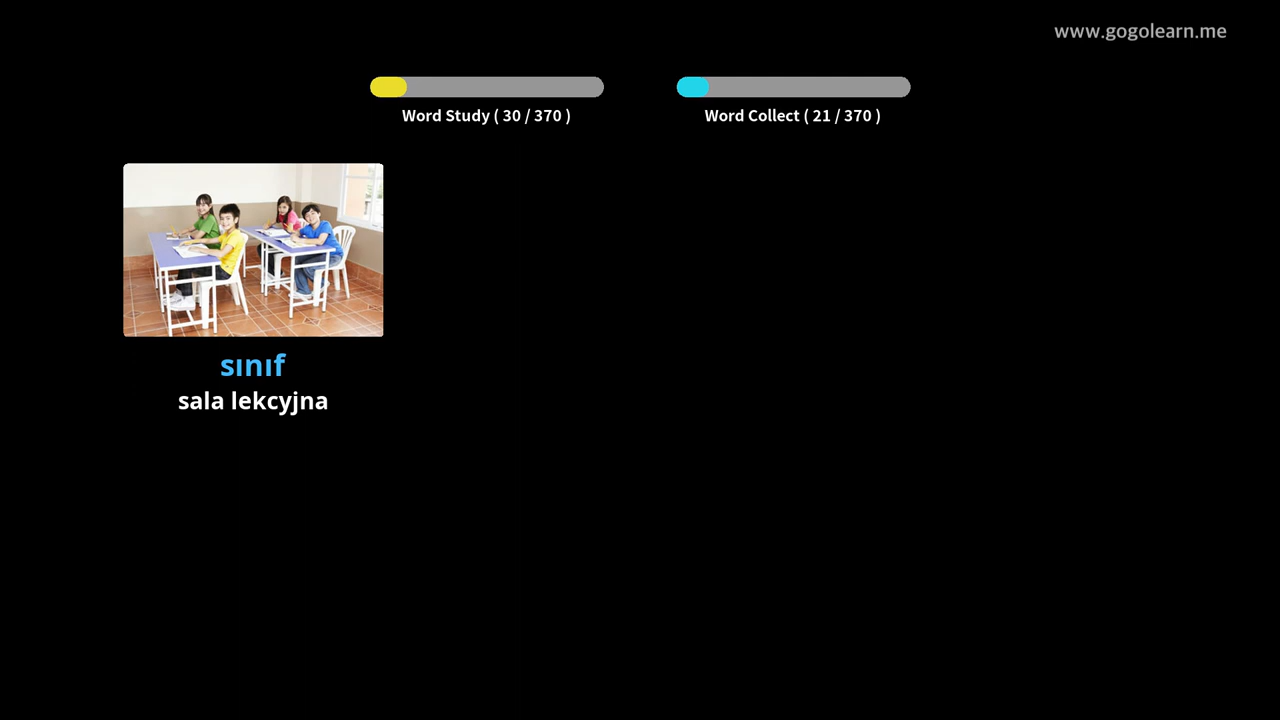 www.gogolearn.me
Word Study ( 30 / 370 )
Word Collect ( 21 / 370 )
sınıf
sala lekcyjna